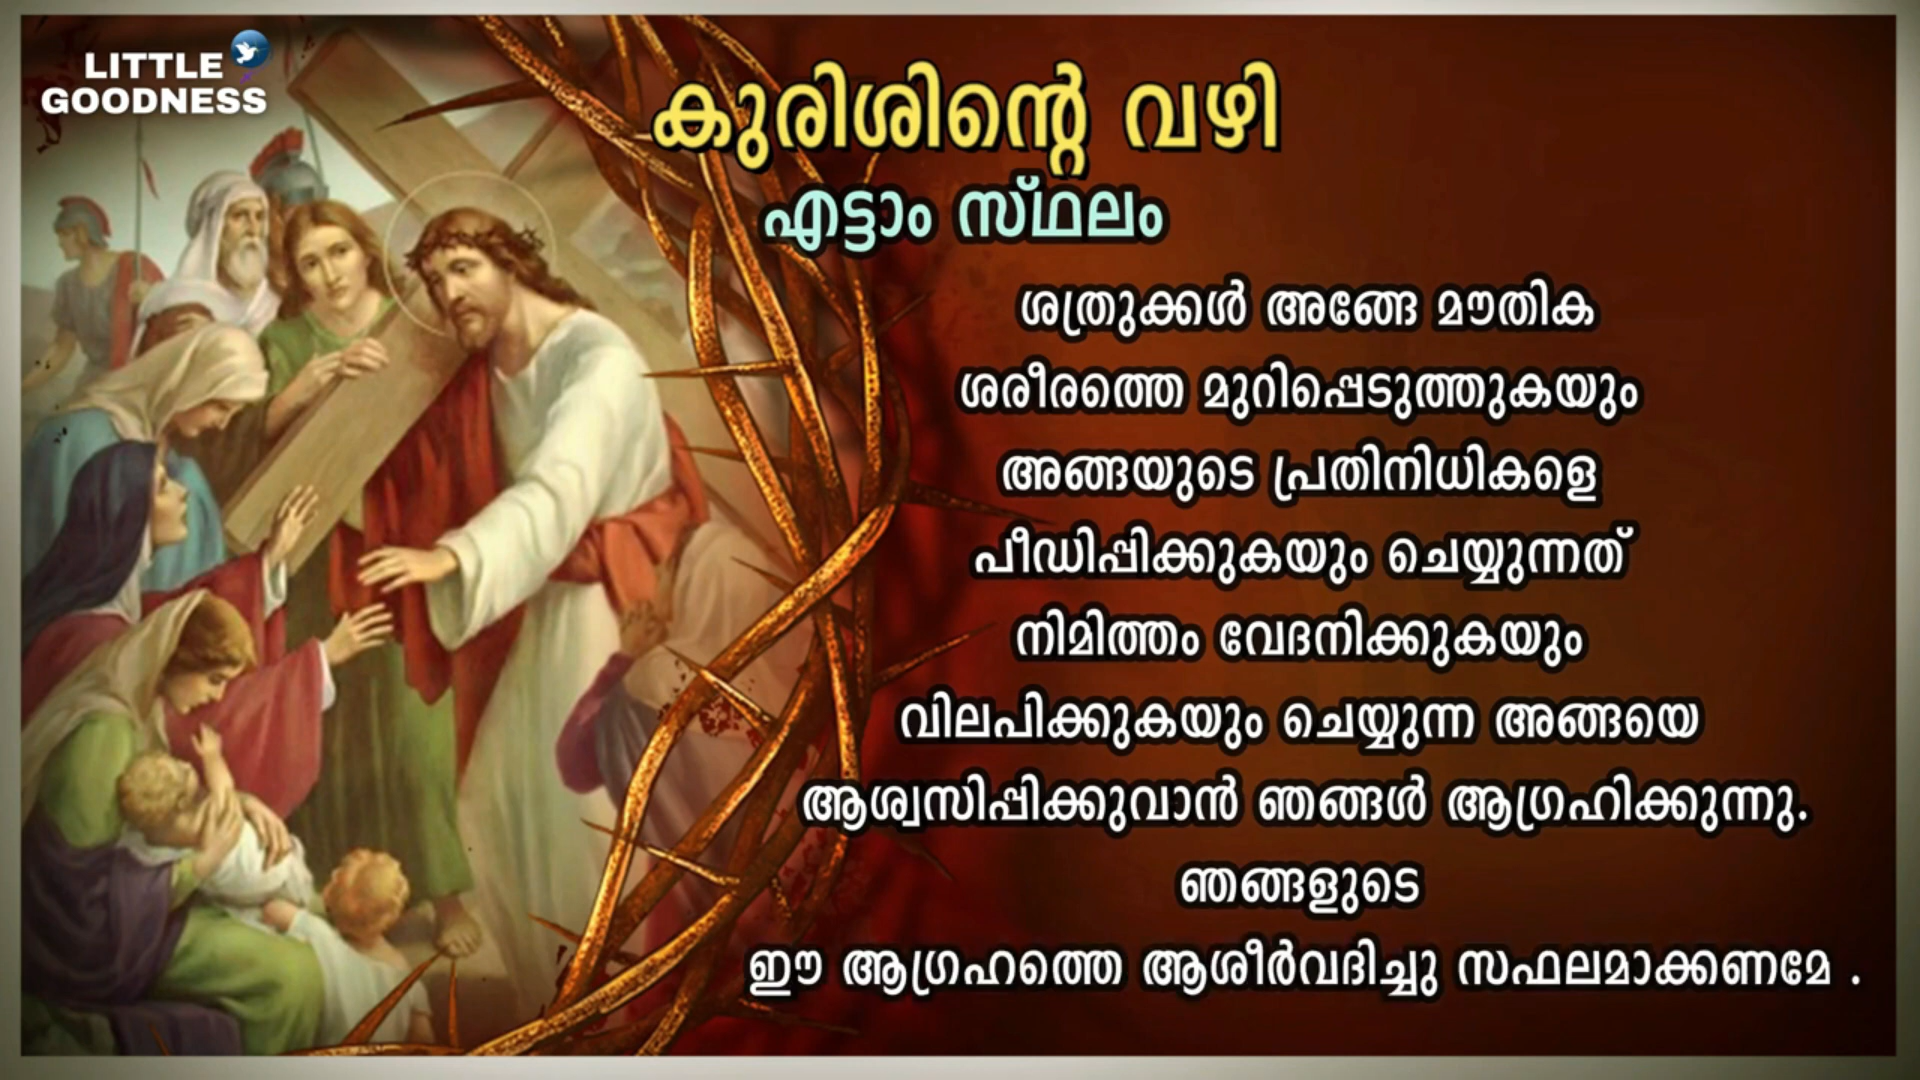 LITTLE
GOODNESS
കുരിശിന്റെ വഴി
എട്ടാം സ്ഥലം
ശത്രുക്കൾ അങ്ങേ മൗതിക
ശരീരത്തെ മുറിപ്പെടുത്തുകയും
അങ്ങയുടെ പ്രതിനിധികളെ
പീഡിപ്പിക്കുകയും ചെയ്യുന്നത്
നിമിത്തം വേദനിക്കുകയും
വിലപിക്കുകയും ചെയ്യുന്ന അങ്ങയെ
ആശ്വസിപ്പിക്കുവാൻ ഞങ്ങൾ ആഗ്രഹിക്കുന്നു.
ഞങ്ങളുടെ
ഈ ആഗ്രഹത്തെ ആശീർവദിച്ചു സഫലമാക്കണമേ .